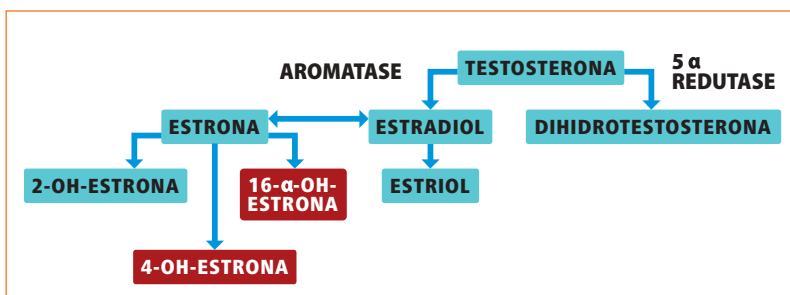 AROMATASE
TESTOSTERONA
5 α
REDUTASE
ESTRONA
ESTRADIOL
DIHIDROTESTOSTERONA
2-OH-ESTRONA
16-α-OH-
ESTRONA
ESTRIOL
4-OH-ESTRONA